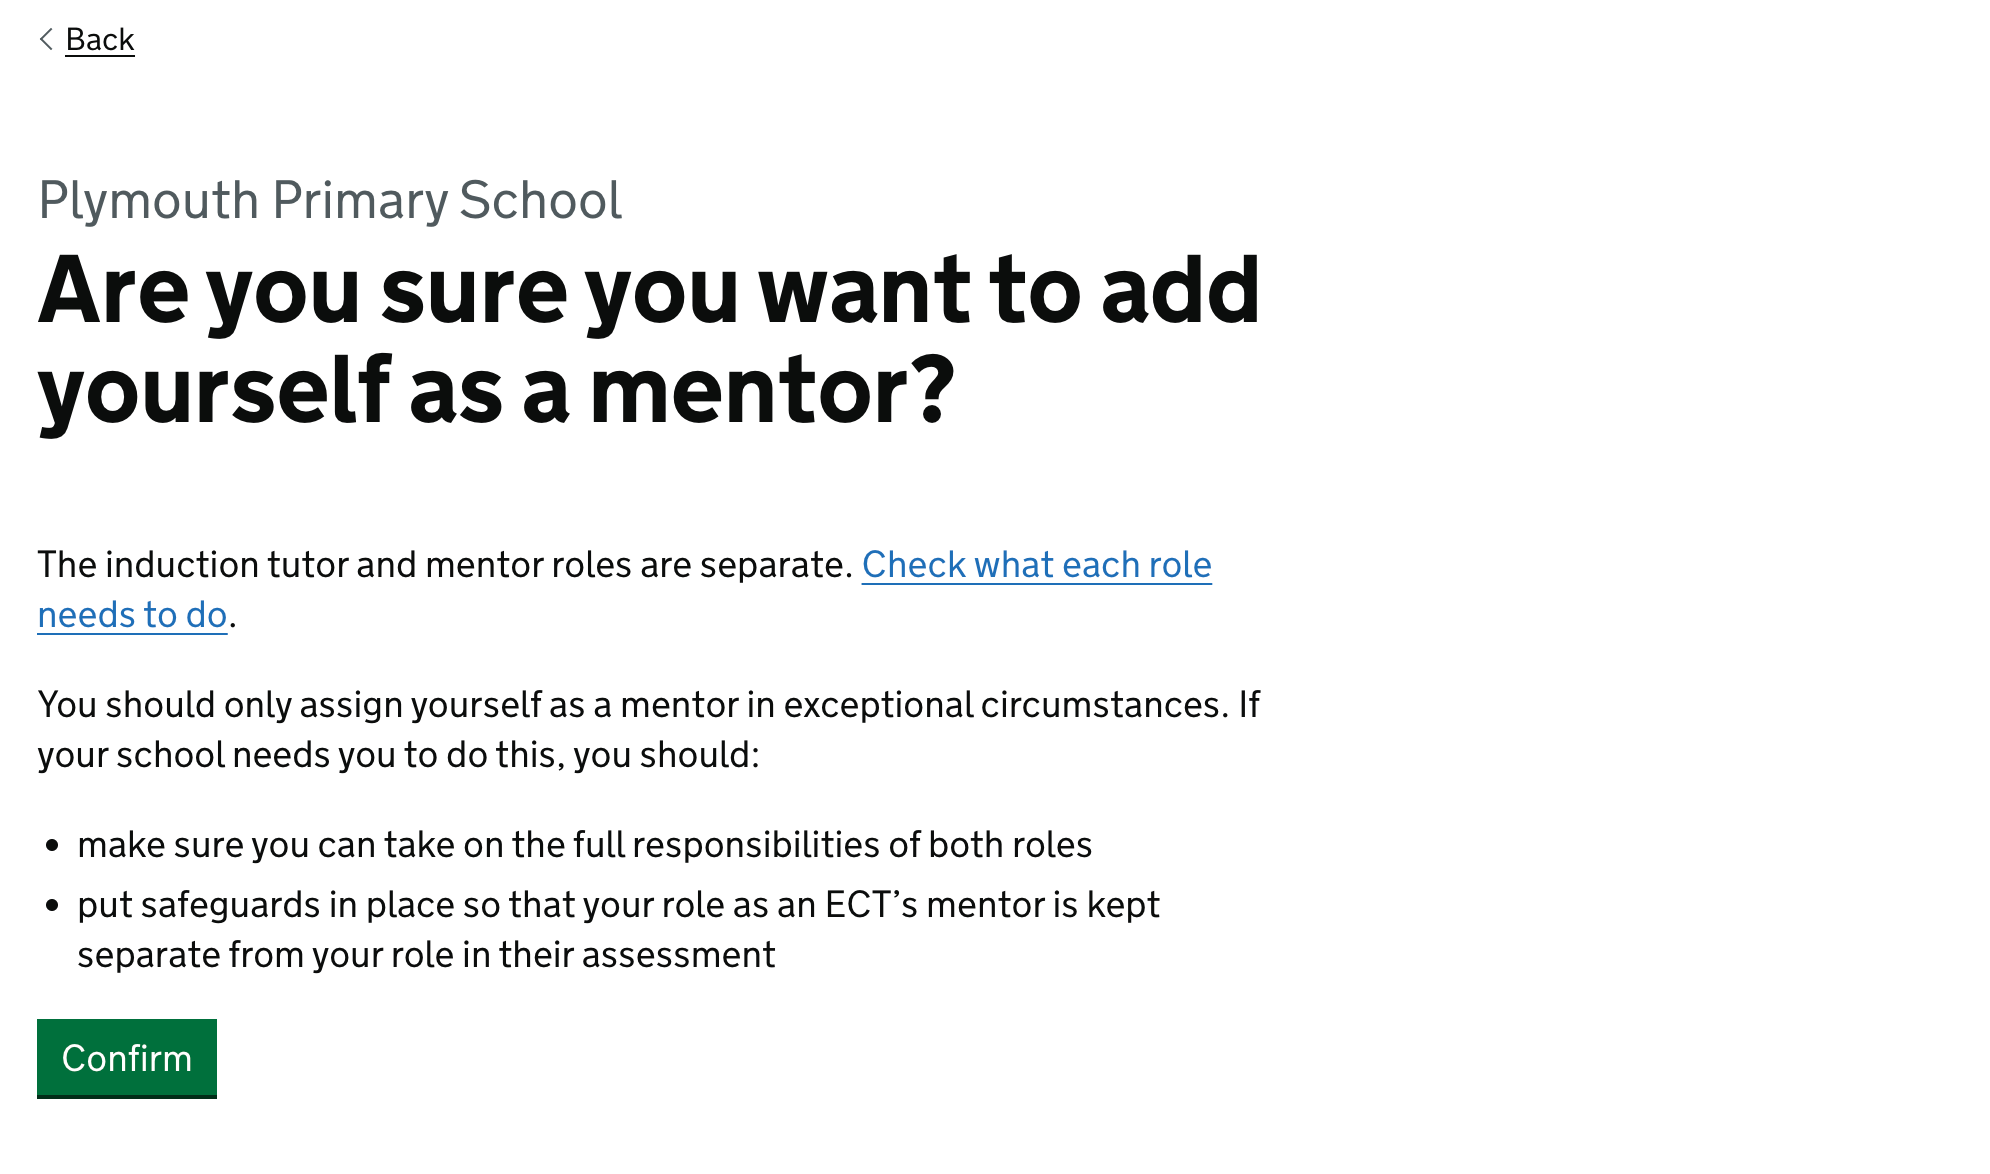 Back
Plymouth Primary School
Are you sure you want to add
yourself as a mentor?
The induction tutor and mentor roles are separate. Check what each role
needs to do.
You should only assign yourself as a mentor in exceptional circumstances. If
your school needs you to do this, you should:
• make sure you can take on the full responsibilities of both roles
• put safeguards in place so that your role as an ECT’s mentor is kept
separate from your role in their assessment
Confirm